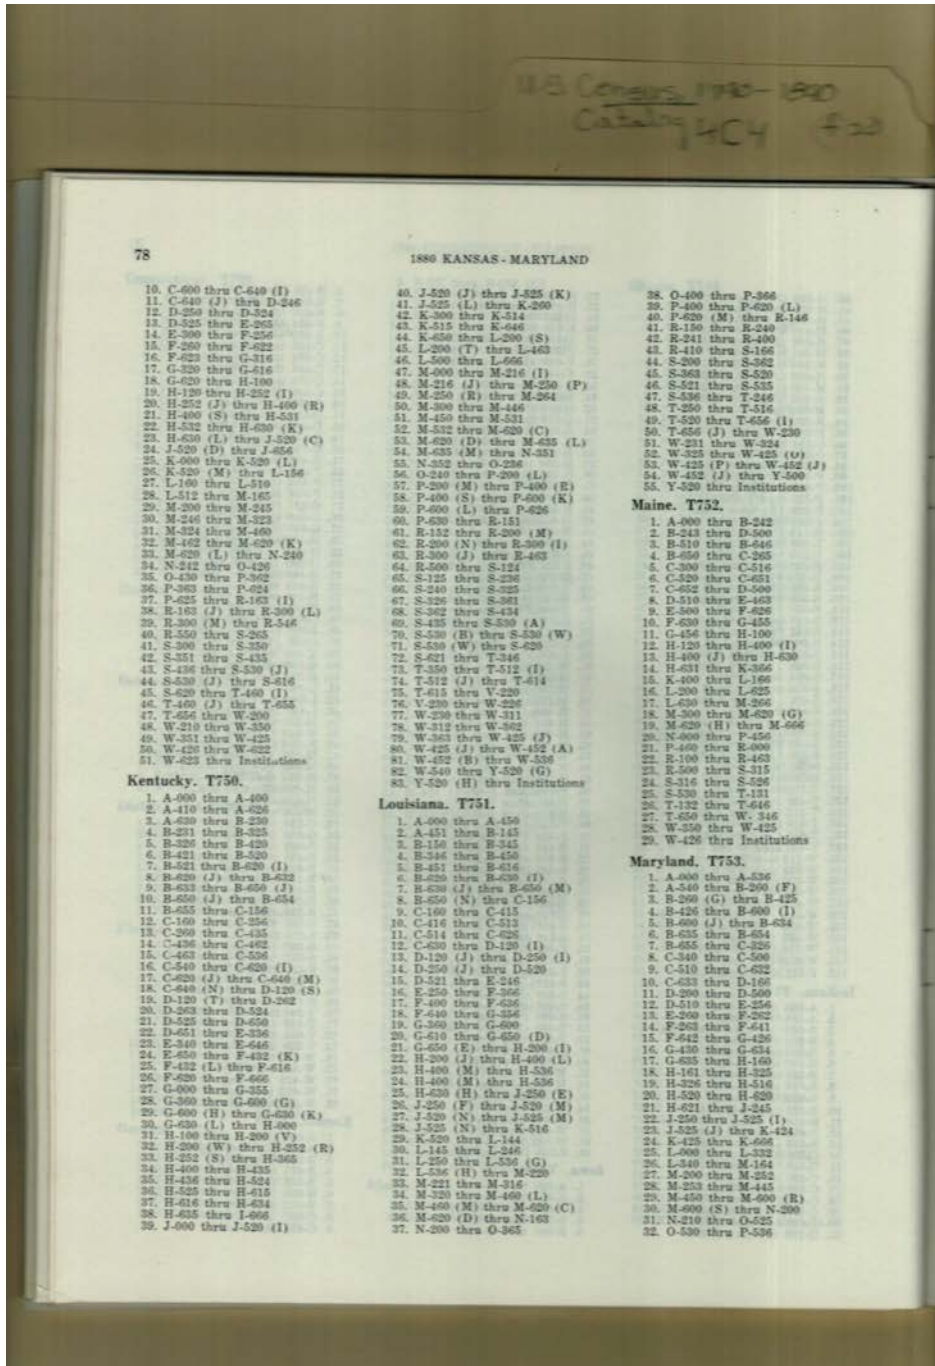 U.S Census, 1790-1890
Catalog 4C4
78
1880 KANSAS - MARYLAND
10. C-600 thru C-640 (I)
11. C-640 (J) thru D-246
12. D-250 thru D-524
13. D-525 thru E-265
14. E-300 thru F-256
15. F-260 thru F-622
16. F-623 thru G-316
17. G-320 thru G-616
18. G-620 thru H-100
19. H-120 thru H-252 (I)
20. H-252 (J) thru H-400 (R)
21. H-400 (S) thru H-531
22. H-532 thru H-630 (K)
23. H-630 (L) thru J-520 (C)
24. J-520 (D) thru J-656
25. K-000 thru K-520 (L)
26. K-520 (M) thru L-156
27. L-160 thru L-510
28. L-512 thru M-165
29. M-200 thru M-245
30. M-246 thru M-323
31. M-324 thru M-460
32. M-462 thru M-620 (K)
33. M-620 (L) thru N-240
34. N-242 thru O-426
35. O-430 thru P-362
36. P-363 thru P-624
37. P-625 thru R-163 (I)
38. R-163 (J) thru R-300 (L)
39. R-300 (M) thru R-546
40. R-550 thru S-265
41. S-300 thru S-350
42. S-351 thru S-435
43. S-436 thru S-530 (J)
44. S-530 (J) thru S-616
45. S-620 thru T-460 (I)
46. T-460 (J) thru T-655
47. T-656 thru W-200
48. W-210 thru W-350
49. W-351 thru W-425
50. W-426 thru W-622
51. W-623 thru Institutions
Kentucky. T750.
1. A-000 thru A-400
2. A-410 thru A-626
3. A-630 thru B-230
4. B-231 thru B-325
5. B-326 thru B-420
6. B-421 thru B-520
7. B-521 thru B-620 (I)
8. B-620 (J) thru B-632
9. B-633 thru B-650 (J)
10. B-650 (J) thru B-654
11. B-655 thru C-156
12. C-160 thru C-256
13. C-260 thru C-435
14. C-436 thru C-462
15. C-463 thru C-536
16. C-540 thru C-620 (I)
17. C-620 (J) thru C-640 (M)
18. C-640 (N) thru D-120 (S)
19. D-120 (T) thru D-262
20. D-263 thru D-524
21. D-525 thru D-650
22. D-651 thru E-336
23. E-340 thru E-646
24. E-650 thru F-432 (K)
25. F-432 (L) thru F-616
26. F-620 thru F-666
27. G-000 thru G-355
28. G-360 thru G-600 (G)
29. G-600 (H) thru G-630 (K)
30. G-630 (L) thru H-000
31. H-100 thru H-200 (V)
32. H-200 (W) thru H-252 (R)
33. H-252 (S) thru H-365
34. H-400 thru H-435
35. H-436 thru H-524
36. H-525 thru H-615
37. H-616 thru H-634
38. H-635 thru I-666
39. J-000 thru J-520 (I)
40. J-520 (J) thru J-525 (K)
41. J-525 (L) thru K-260
42. K-300 thru K-514
43. K-515 thru K-646
44. K-650 thru L-200 (S)
45. L-200 (T) thru L-463
46. L-500 thru L-666
47. M-000 thru M-216 (I)
48. M-216 (J) thru M-250 (P)
49. M-250 (R) thru M-264
50. M-300 thru M-446
51. M-450 thru M-531
52. M-532 thru M-620 (C)
53. M-620 (D) thru M-635 (L)
54. M-635 (M) thru N-351
55. N-352 thru O-236
56. O-240 thru P-200 (L)
57. P-200 (M) thru P-400 (R)
58. P-400 (S) thru P-600 (K)
59. P-600 (L) thru P-626
60. P-630 thru R-151
61. R-152 thru R-200 (M)
62. R-200 (N) thru R-300 (I)
63. R-300 (J) thru R-463
64. R-500 thru S-124
65. S-125 thru S-236
66. S-240 thru S-325
67. S-326 thru S-361
68. S-362 thru S-434
69. S-435 thru S-530 (A)
70. S-530 (B) thru S-530 (W)
71. S-530 (W) thru S-620
72. S-621 thru T-346
73. T-350 thru T-512 (I)
74. T-512 (J) thru T-614
75. T-615 thru V-220
76. V-230 thru W-226
77. W-230 thru W-311
78. W-312 thru W-362
79. W-363 thru W-425 (J)
80. W-425 (J) thru W-452 (A)
81. W-452 (B) thru W-536
82. W-540 thru Y-520 (G)
83. Y-520 (H) thru Institutions
Louisiana. T751.
1. A-000 thru A-450
2. A-451 thru B-145
3. B-150 thru B-345
4. B-346 thru B-450
5. B-451 thru B-616
6. B-620 thru B-630 (I)
7. B-630 (J) thru B-650 (M)
8. B-650 (N) thru C-156
9. C-160 thru C-415
10. C-416 thru C-513
11. C-514 thru C-626
12. C-630 thru D-120 (I)
13. D-120 (J) thru D-250 (I)
14. D-250 (J) thru D-520
15. D-521 thru E-246
16. E-250 thru F-366
17. F-400 thru F-636
18. F-640 thru G-356
19. G-360 thru G-600
20. G-610 thru G-650 (D)
21. G-650 (E) thru H-200 (I)
22. H-200 (J) thru H-400 (L)
23. H-400 (M) thru H-536
24. H-400 (M) thru H-536
25. H-630 (H) thru J-250 (E)
26. J-250 (F) thru J-520 (M)
27. J-520 (N) thru J-525 (M)
28. J-525 (N) thru K-516
29. K-520 thru L-144
30. L-145 thru L-246
31. L-250 thru L-536 (G)
32. L-536 (H) thru M-220
33. M-221 thru M-316
34. M-320 thru M-460 (L)
35. M-460 (M) thru M-620 (C)
36. M-620 (D) thru N-163
37. N-200 thru O-365
38. O-400 thru P-366
39. P-400 thru P-620 (L)
40. P-620 (M) thru R-146
41. R-150 thru R-240
42. R-241 thru R-400
43. R-410 thru S-166
44. S-200 thru S-362
45. S-363 thru S-520
46. S-521 thru S-535
47. S-536 thru T-246
48. T-250 thru T-516
49. T-520 thru T-656 (I)
50. T-656 (J) thru W-230
51. W-231 thru W-324
52. W-325 thru W-425 (O)
53. W-425 (P) thru W-452 (J)
54. W-452 (J) thru Y-500
55. Y-520 thru Institutions
Maine. T752.
1. A-000 thru B-242
2. B-243 thru D-500
3. B-510 thru B-646
4. B-650 thru C-265
5. C-300 thru C-516
6. C-520 thru C-651
7. C-652 thru D-500
8. D-510 thru E-463
9. E-500 thru F-626
10. F-630 thru G-455
11. G-456 thru H-100
12. H-120 thru H-400 (I)
13. H-400 (J) thru H-630
14. H-631 thru K-366
15. K-400 thru L-166
16. L-200 thru L-625
17. L-630 thru M-266
18. M-300 thru M-620 (G)
19. M-620 (H) thru M-666
20. N-000 thru P-456
21. P-460 thru R-000
22. R-100 thru R-463
23. R-500 thru S-315
24. S-316 thru S-526
25. S-530 thru T-131
26. T-132 thru T-646
27. T-650 thru W- 346
28. W-350 thru W-425
29. W-426 thru Institutions
Maryland. T753.
1. A-000 thru A-536
2. A-540 thru B-260 (F)
3. B-260 (G) thru B-425
4. B-426 thru B-600 (I)
5. B-600 (J) thru B-634
6. B-635 thru B-654
7. B-655 thru C-326
8. C-340 thru C-500
9. C-510 thru C-632
10. C-633 thru D-166
11. D-200 thru D-500
12. D-510 thru E-256
13. E-260 thru F-262
14. F-263 thru F-641
15. F-642 thru G-426
16. G-430 thru G-634
17. G-635 thru H-160
18. H-161 thru H-325
19. H-326 thru H-516
20. H-520 thru H-620
21. H-621 thru J-245
22. J-250 thru J-525 (I)
23. J-525 (J) thru K-424
24. K-425 thru K-666
25. L-000 thru L-332
26. L-340 thru M-164
27. M-200 thru M-252
28. M-253 thru M-445
29. M-450 thru M-600 (R)
30. M-600 (S) thru N-200
31. N-210 thru O-525
32. O-530 thru P-536